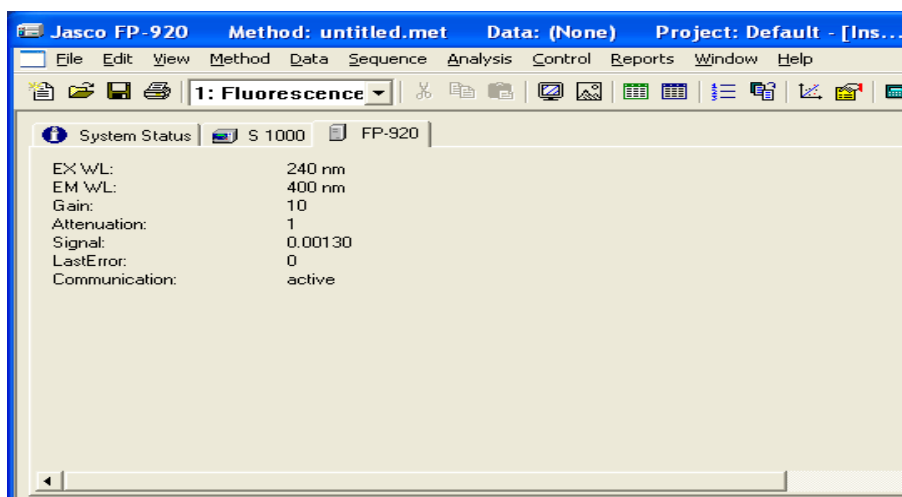 Jasco FP-920 Method: untitled.met Data: (None) Project: Default - [Ins...
File Edit View Method Data Sequence Analysis Control Reports Window Help
1: Fluorescence
System Status S 1000 FP-920
EX WL: 240 nm
EM WL: 400 nm
Gain: 10
Attenuation: 1
Signal: 0.00130
LastError: 0
Communication: active